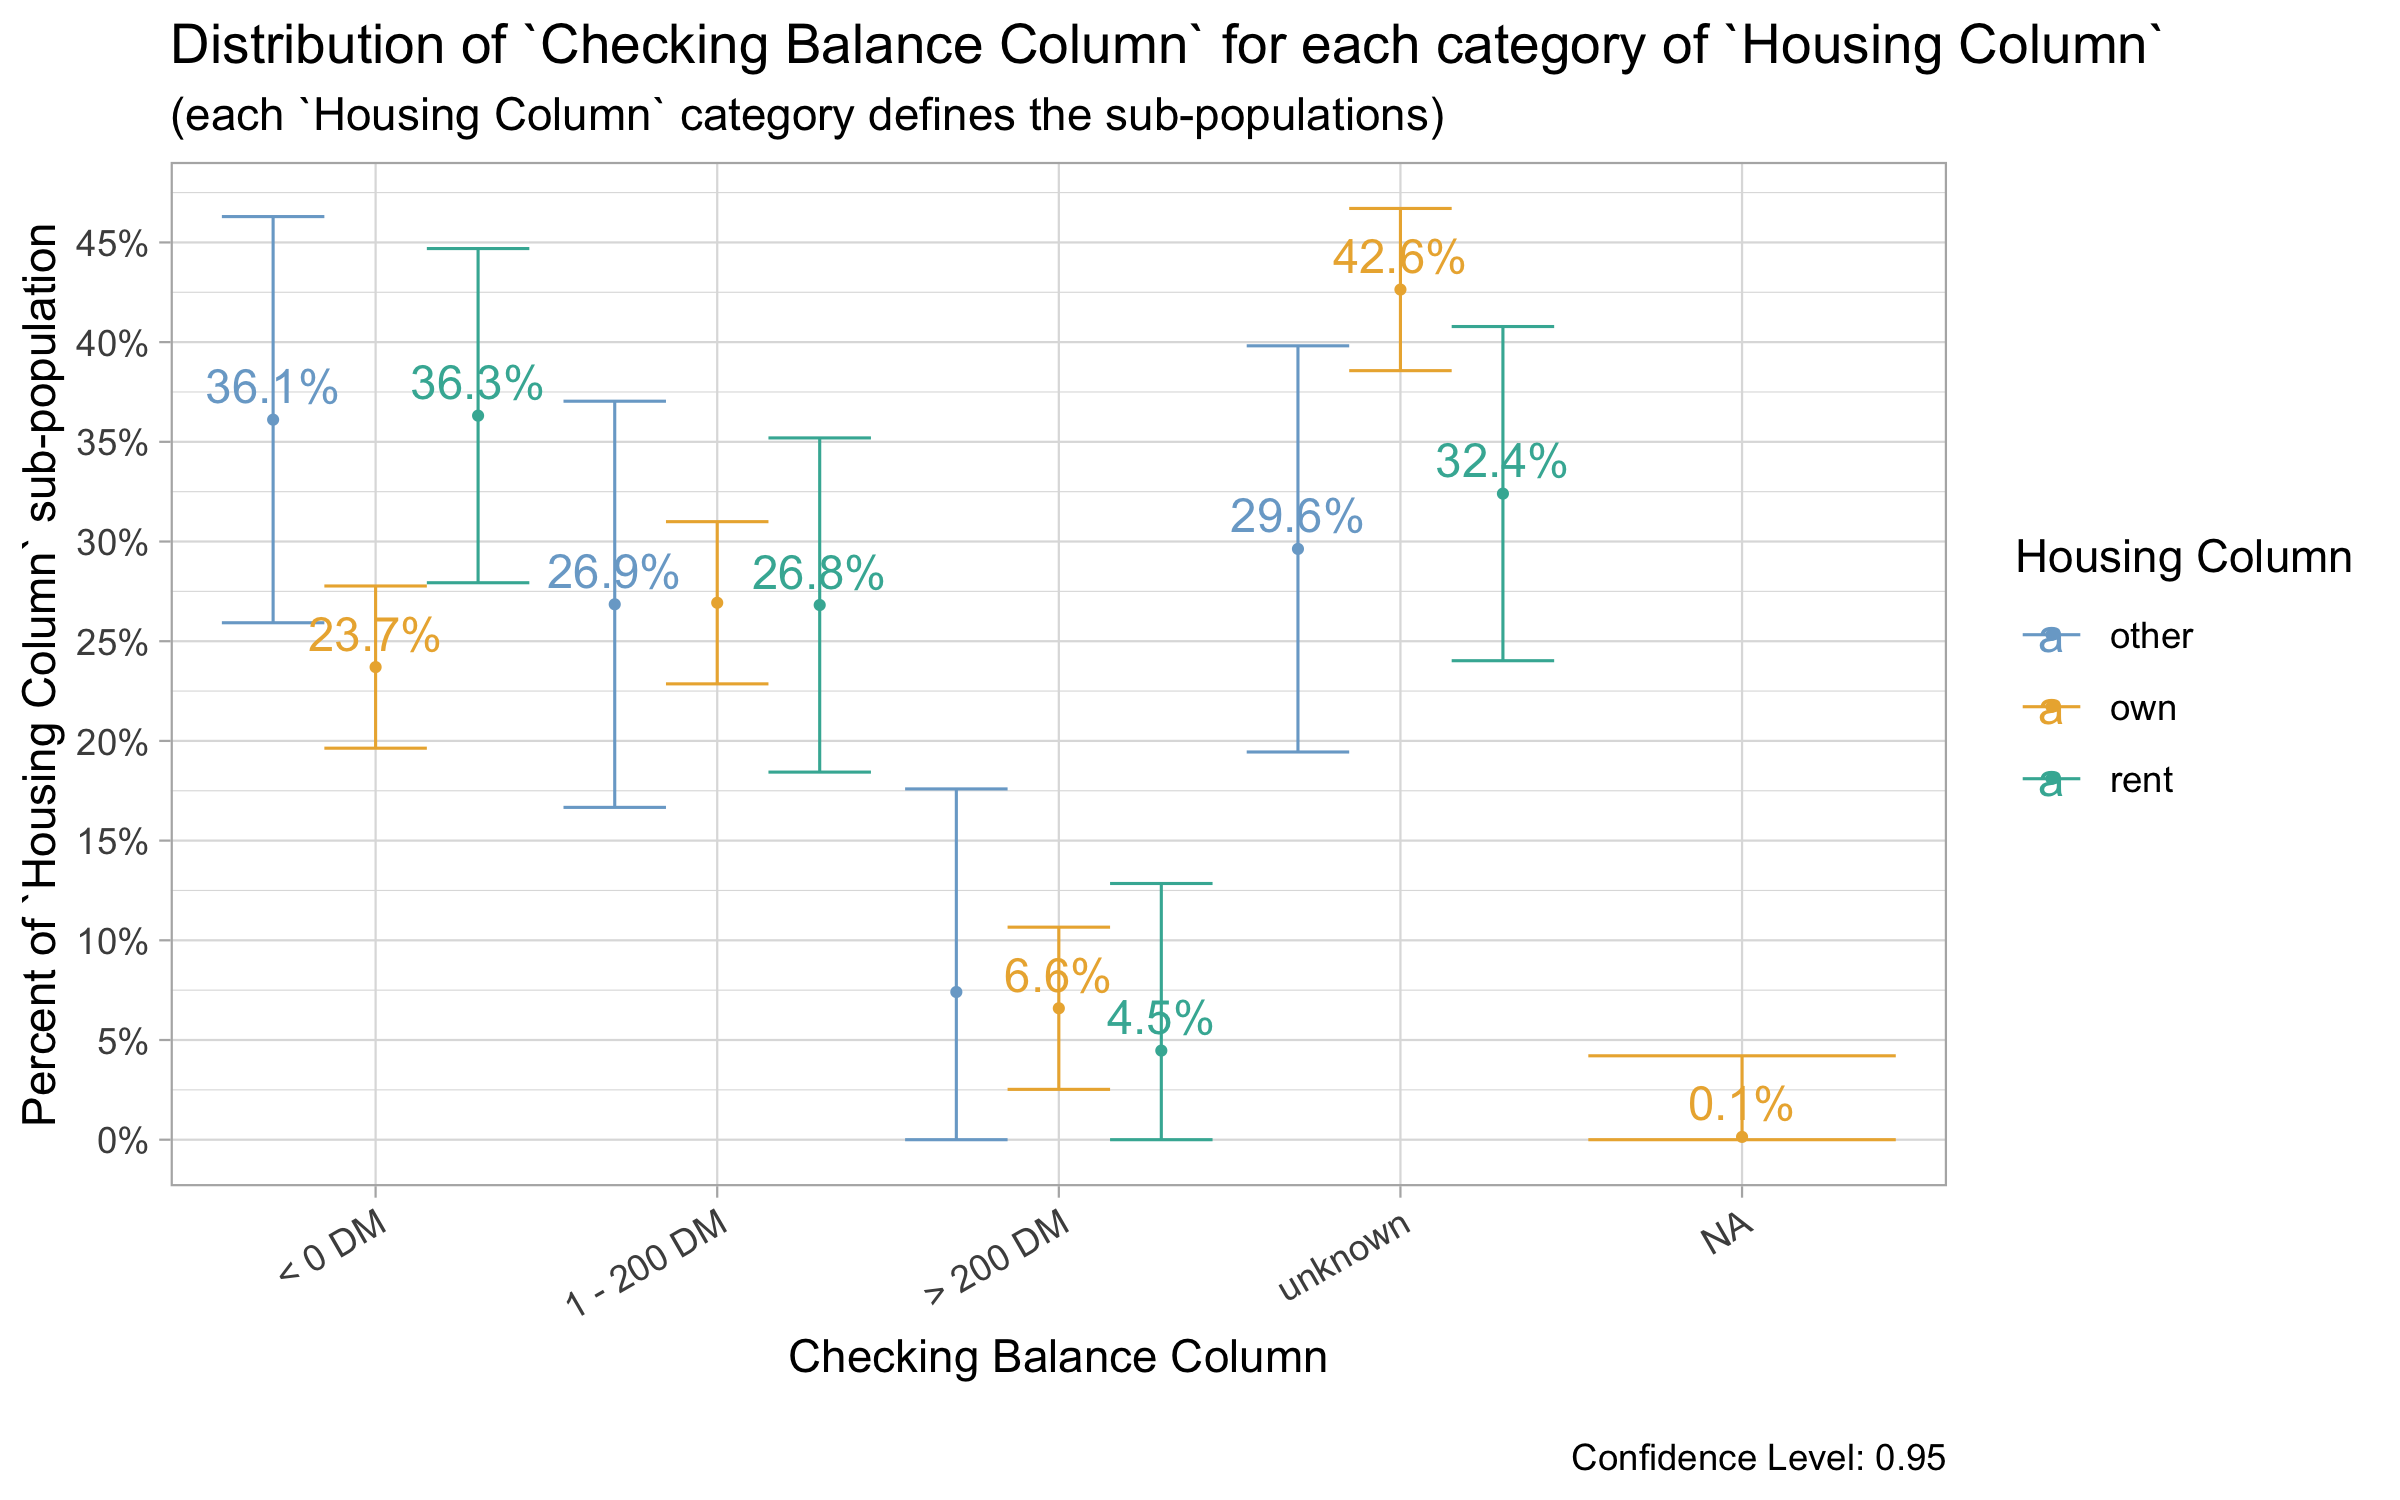 Distribution of `Checking Balance Column` for each category of `Housing Column`
(each `Housing Column` category defines the sub-populations)
Percent of `Housing Column` sub-population
45%
40%
35%
30%
25%
20%
15%
10%
5%
0%
36.1%
23.7%
36.3%
26.9%
26.8%
6.6%
4.5%
29.6%
42.6%
32.4%
0.1%
< 0 DM
1 - 200 DM
> 200 DM
unknown
NA
Checking Balance Column
Housing Column
a other
a own
a rent
Confidence Level: 0.95